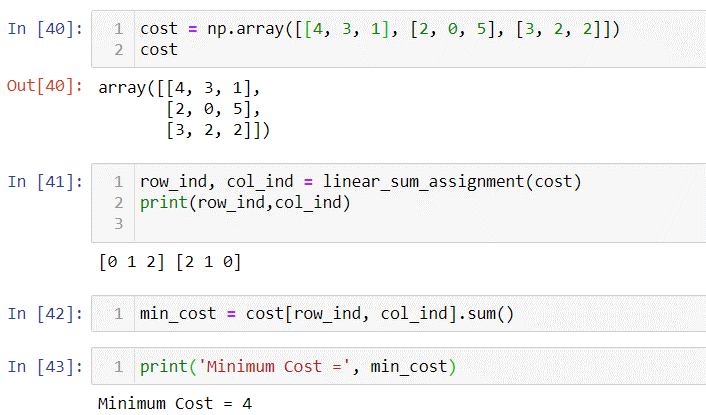 In [40]: 1 cost = np.array([[4, 3, 1], [2, 0, 5], [3, 2, 2]])
2 cost
Out[40]: array([[4, 3, 1],
[2, 0, 5],
[3, 2, 2]])
In [41]: 1 row_ind, col_ind = linear_sum_assignment(cost)
2 print(row_ind,col_ind)
3
[0 1 2] [2 1 0]
In [42]: 1 min_cost = cost[row_ind, col_ind].sum()
In [43]: 1 print('Minimum Cost =', min_cost)
Minimum Cost = 4